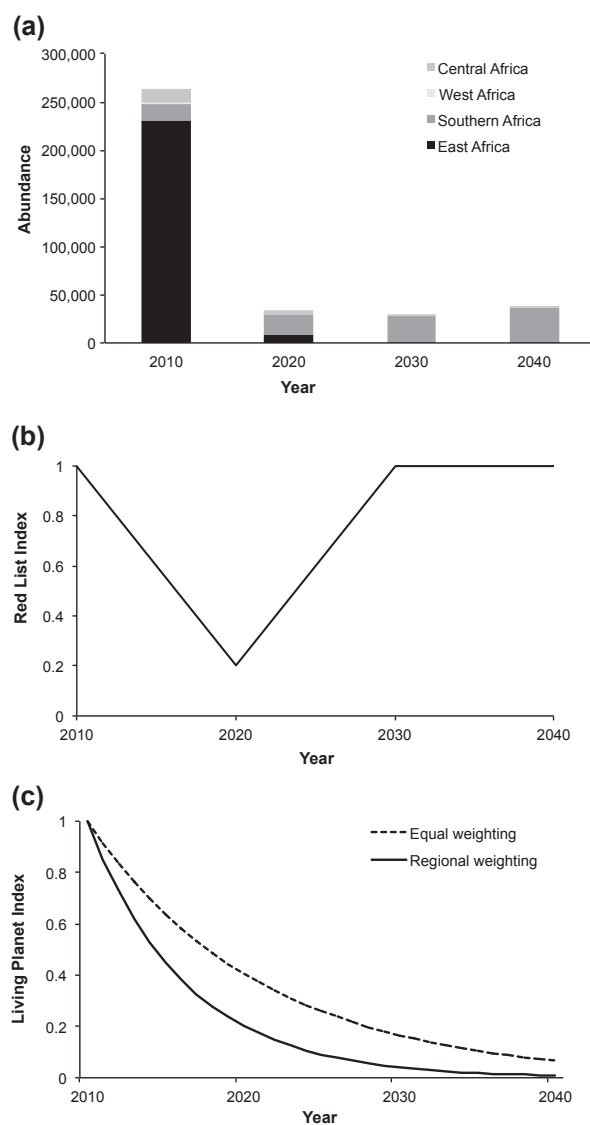 (a)
300,000
250,000
200,000
150,000
100,000
50,000
0
Abundance
Central Africa
West Africa
Southern Africa
East Africa
2010 2020 2030 2040
Year
(b)
1
0.8
0.6
0.4
0.2
0
Red List Index
2010 2020 2030 2040
Year
(c)
1
0.8
0.6
0.4
0.2
0
Living Planet Index
Equal weighting
Regional weighting
2010 2020 2030 2040
Year